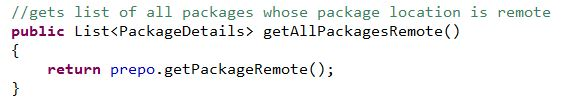 //gets list of all packages whose package location is remote
public List<PackageDetails> getAllPackagesRemote()
{
    return prepo.getPackageRemote();
}